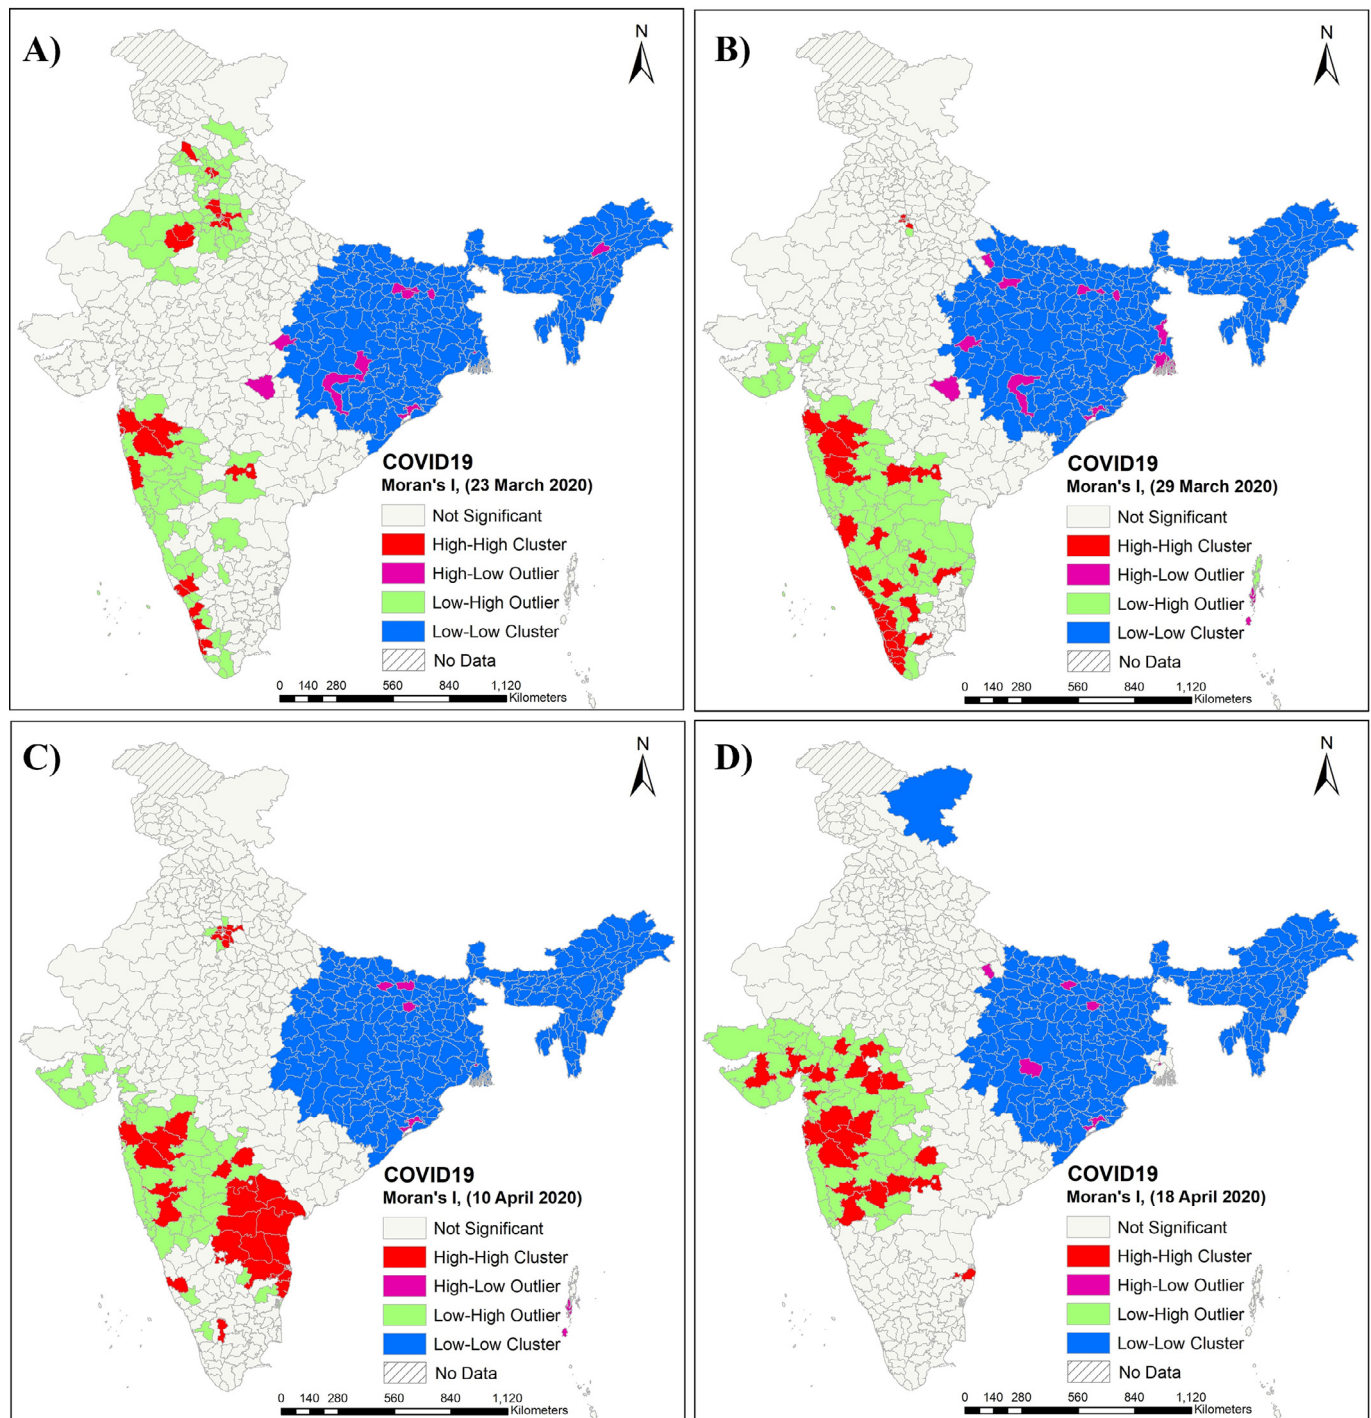 A)
N
COVID19
Moran's I, (23 March 2020)
Not Significant
High-High Cluster
High-Low Outlier
Low-High Outlier
Low-Low Cluster
No Data
0 140 280 560 840 1,120
Kilometers
B)
N
COVID19
Moran's I, (29 March 2020)
Not Significant
High-High Cluster
High-Low Outlier
Low-High Outlier
Low-Low Cluster
No Data
0 140 280 560 840 1,120
Kilometers
C)
N
COVID19
Moran's I, (10 April 2020)
Not Significant
High-High Cluster
High-Low Outlier
Low-High Outlier
Low-Low Cluster
No Data
0 140 280 560 840 1,120
Kilometers
D)
N
COVID19
Moran's I, (18 April 2020)
Not Significant
High-High Cluster
High-Low Outlier
Low-High Outlier
Low-Low Cluster
No Data
0 140 280 560 840 1,120
Kilometers